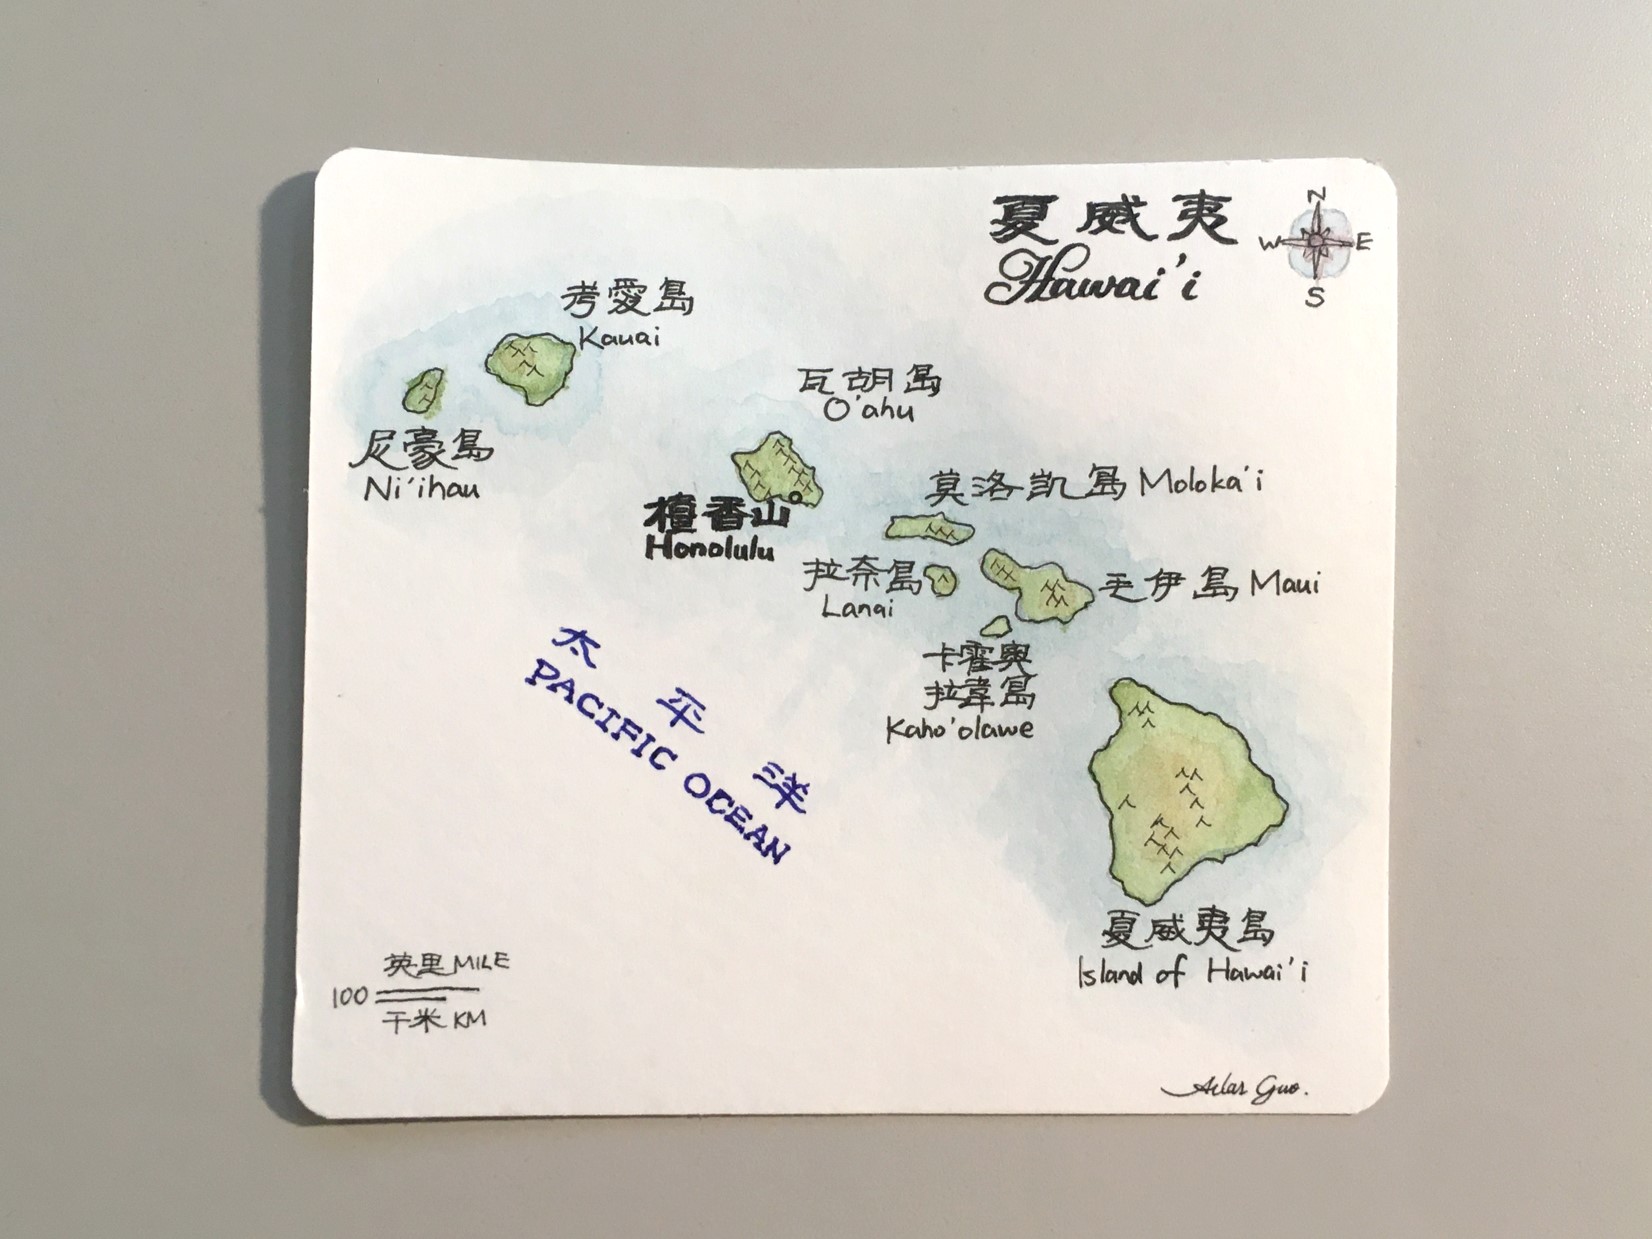 夏威夷
Hawai'i
N
W E
S
考愛島
Kauai
尼豪島
Ni'ihau
瓦胡島
O'ahu
檀香山
Honolulu
莫洛凱島 Moloka'i
拉奈島
Lanai
毛伊島 Maui
卡霍奧
拉韋島
Kaho'olawe
太平洋
PACIFIC OCEAN
夏威夷島
Island of Hawai'i
英里 MILE
100
千米 KM